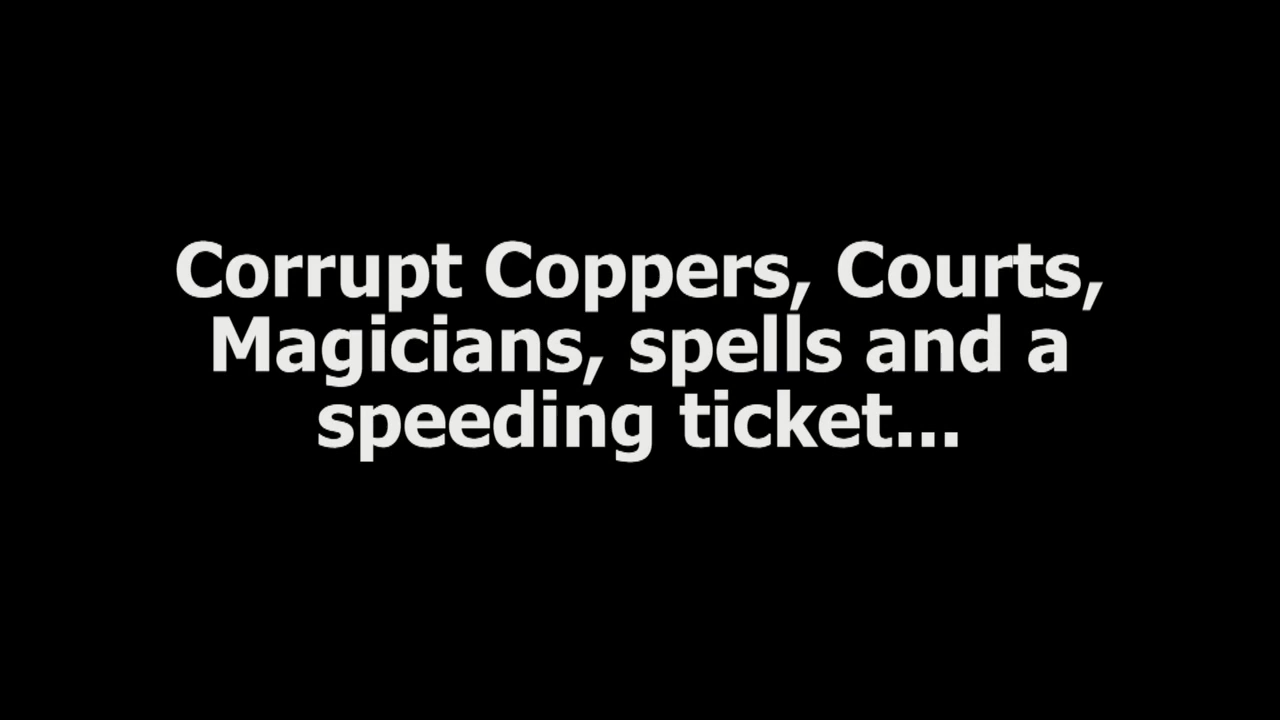 Corrupt Coppers, Courts,
Magicians, spells and a
speeding ticket...